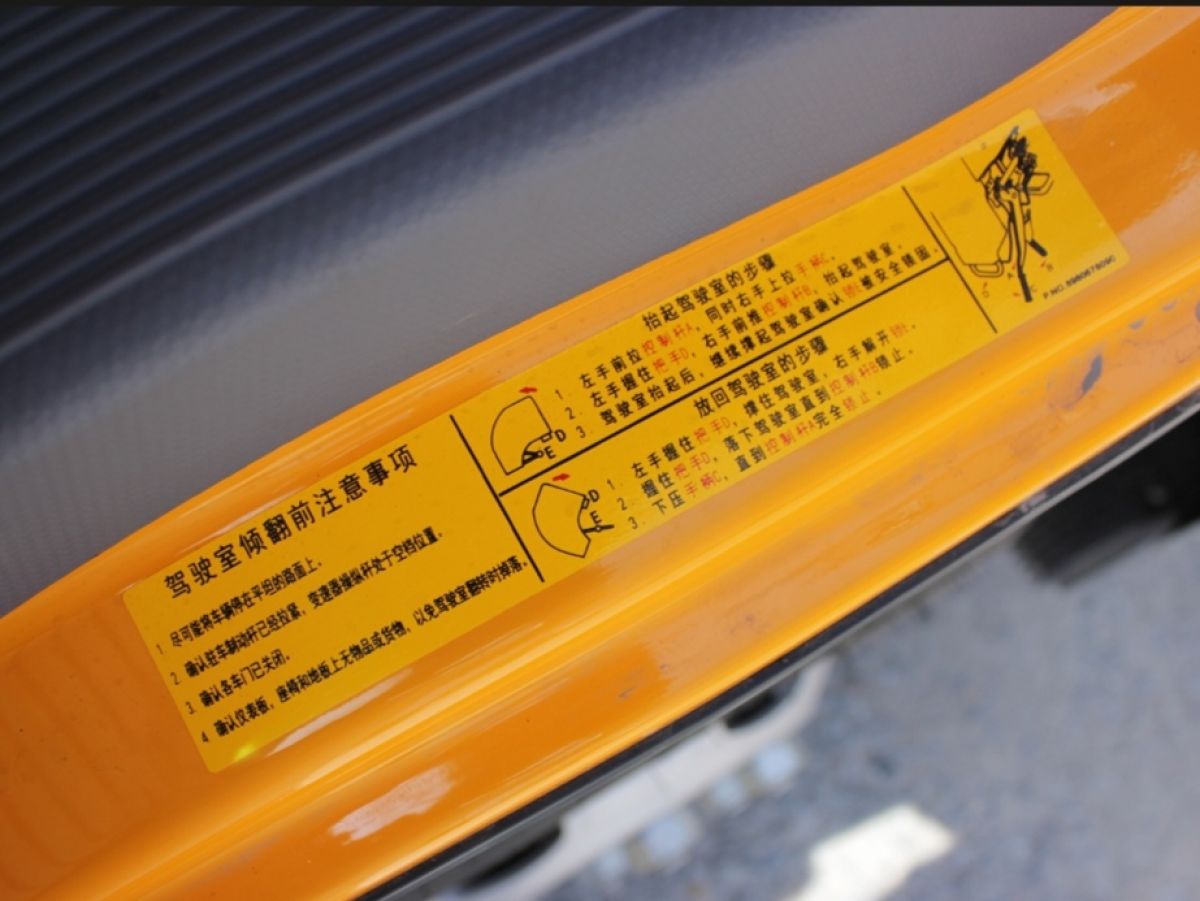 驾驶室倾翻前注意事项
1. 尽可能将车辆停在平坦的路面上。
2. 确认驻车制动杆已经拉紧，变速器操纵杆处于空档位置。
3. 确认各车门已关闭。
4. 确认仪表板，座椅和地板上无物品或货物，以免驾驶室翻转时掉落。
抬起驾驶室的步骤
1. 左手前拉控制杆A，同时右手上拉手柄C。
2. 左手握住把手D，右手前推控制杆B，抬起驾驶室。
3. 驾驶室抬起后，继续撑起驾驶室确认锁E被安全锁固。
D
E
放回驾驶室的步骤
1. 左手握住把手D，撑住驾驶室，右手解开锁E。
2. 握住把手D，落下驾驶室直到控制杆B锁止。
3. 下压手柄C，直到控制杆A完全锁止。
D
E
D
A
C
B
P.NO.